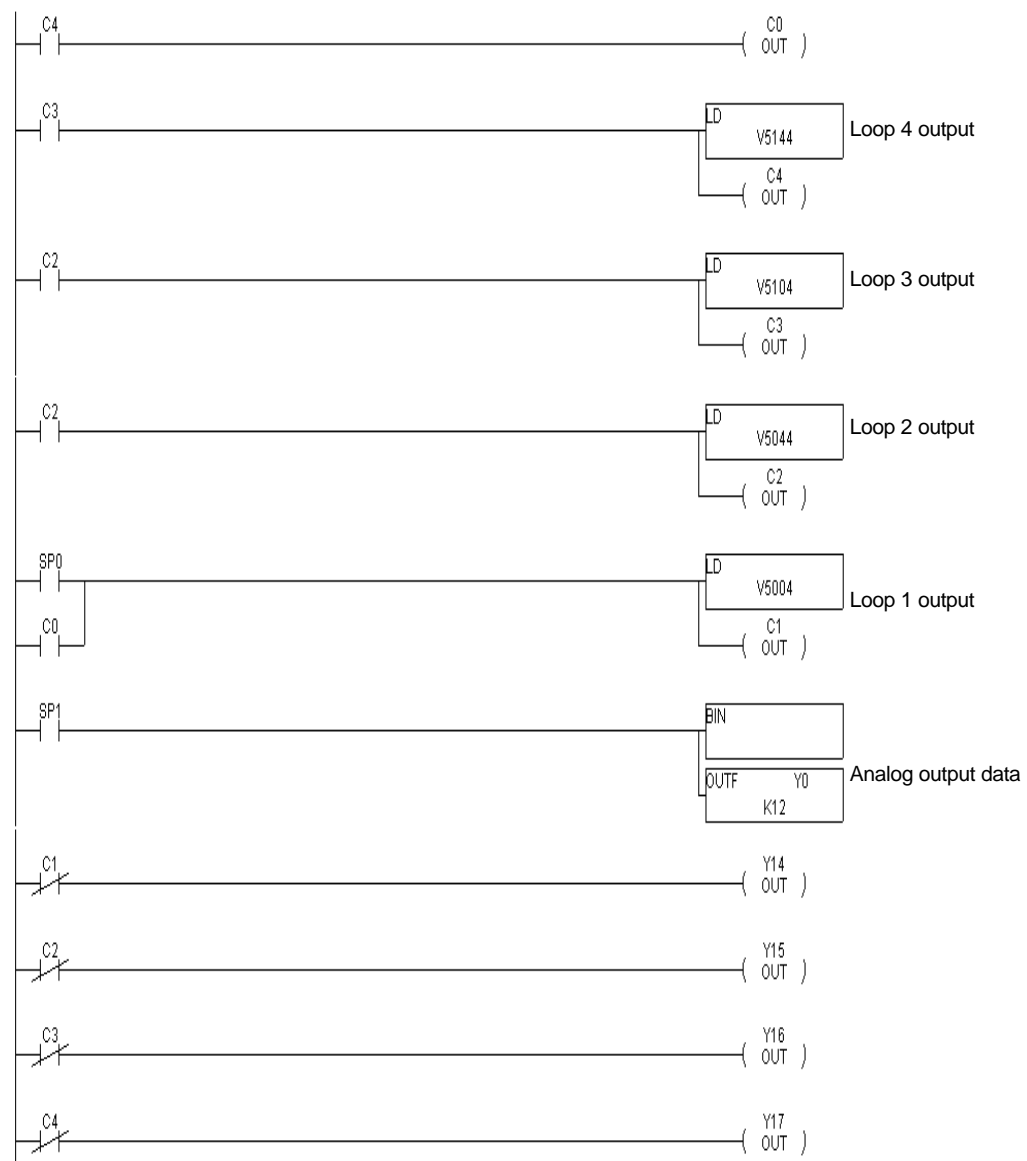 C4
C0
( OUT )
C3
LD
V5144
Loop 4 output
C4
( OUT )
C2
LD
V5104
Loop 3 output
C3
( OUT )
C2
LD
V5044
Loop 2 output
C2
( OUT )
SP0
LD
V5004
Loop 1 output
C0
C1
( OUT )
SP1
BIN
OUTF Y0
K12
Analog output data
C1
Y14
( OUT )
C2
Y15
( OUT )
C3
Y16
( OUT )
C4
Y17
( OUT )